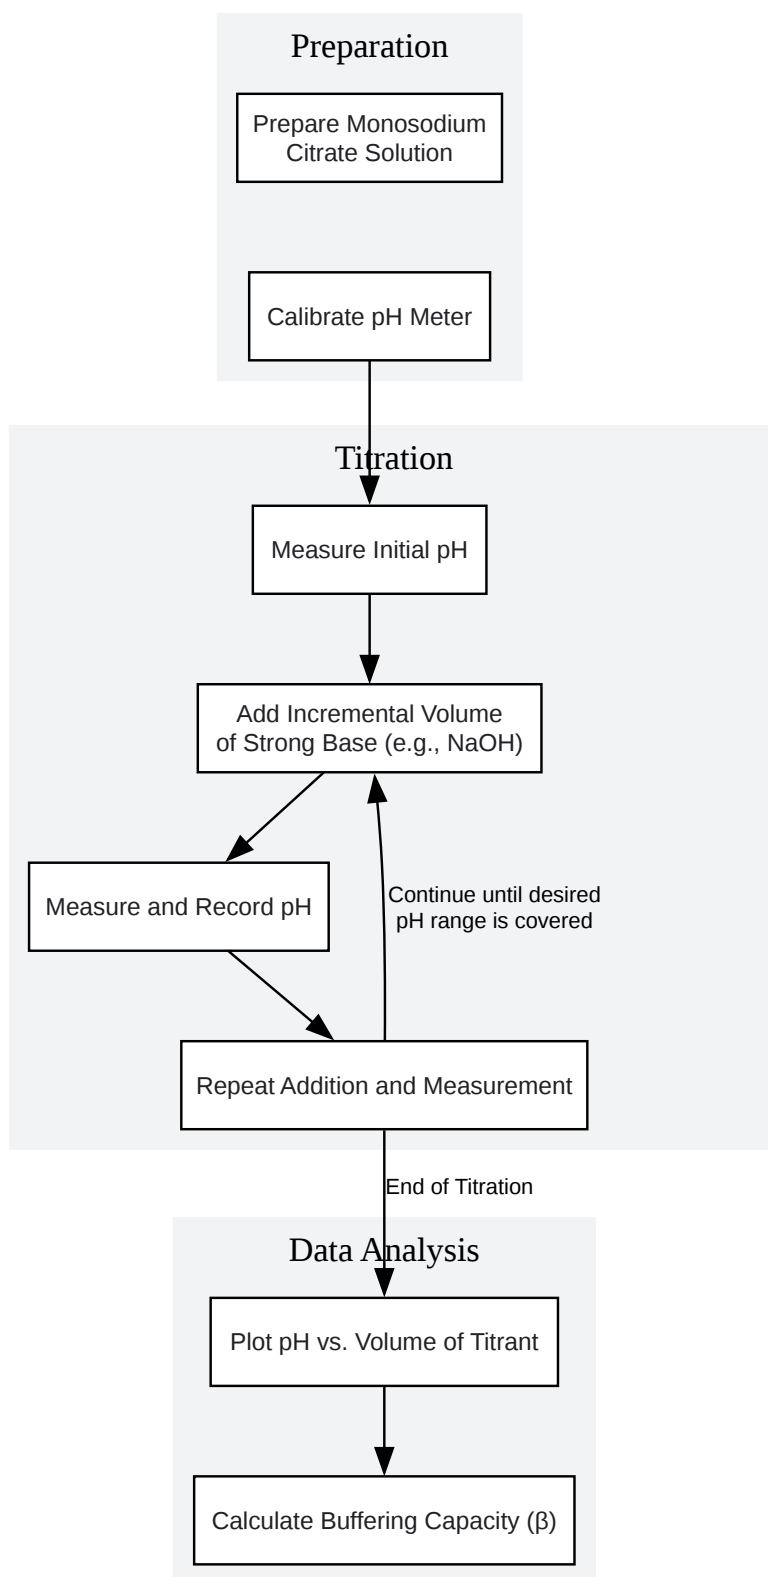 Preparation
Prepare Monosodium
Citrate Solution
Calibrate pH Meter
Titration
Measure Initial pH
Add Incremental Volume
of Strong Base (e.g., NaOH)
Measure and Record pH
Continue until desired
pH range is covered
Repeat Addition and Measurement
End of Titration
Data Analysis
Plot pH vs. Volume of Titrant
Calculate Buffering Capacity (β)